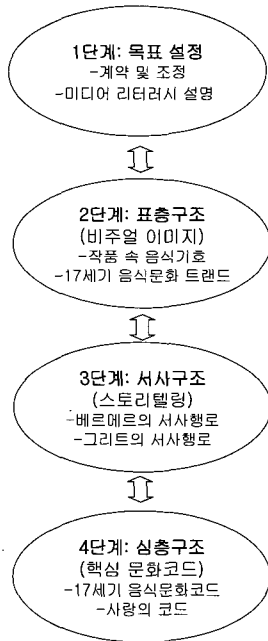 1단계: 목표 설정
-계약 및 조정
-미디어 리터러시 설명
2단계: 표층구조
(비주얼 이미지)
-작품 속 음식기호
-17세기 음식문화 트랜드
3단계: 서사구조
(스토리텔링)
-베르메르의 서사행로
-그리트의 서사행로
4단계: 심층구조
(핵심 문화코드)
-17세기 음식문화코드
-사랑의 코드